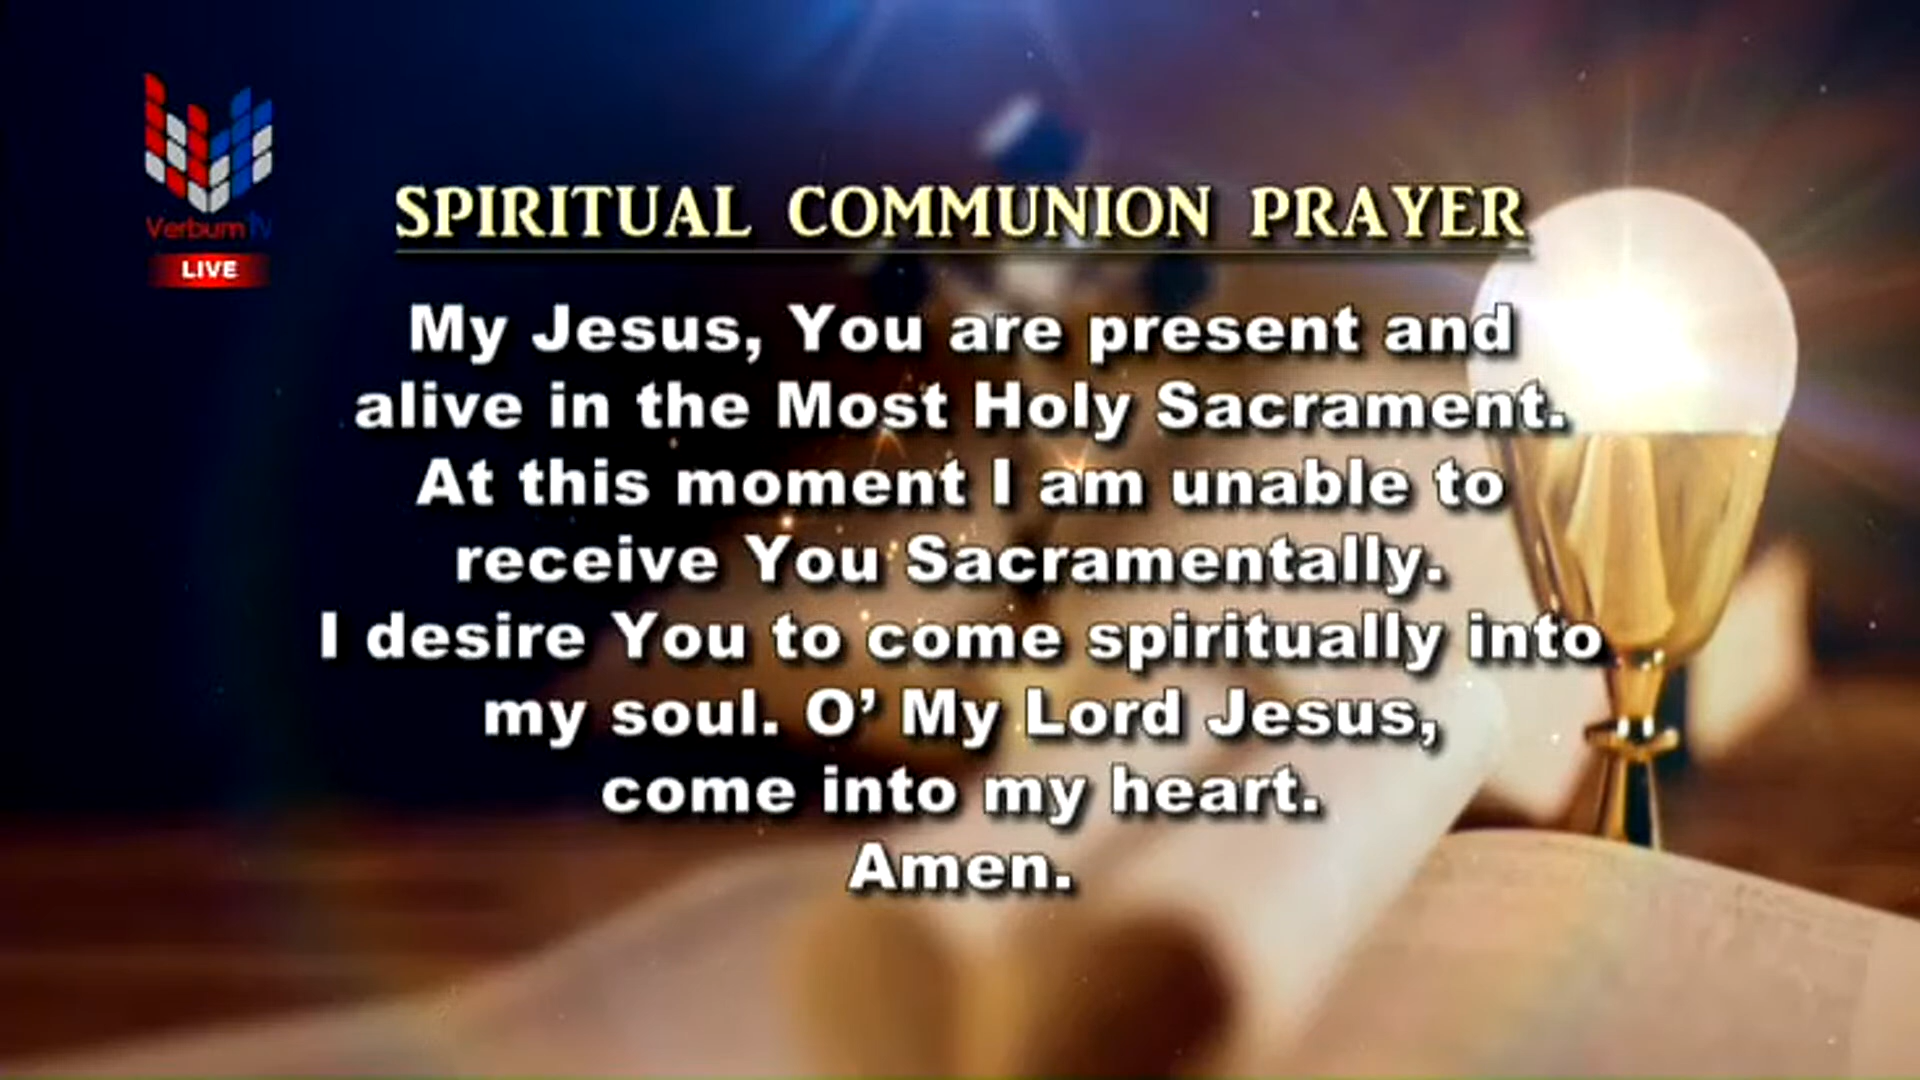 Verbum tv
LIVE
SPIRITUAL COMMUNION PRAYER
My Jesus, You are present and
alive in the Most Holy Sacrament.
At this moment I am unable to
receive You Sacramentally.
I desire You to come spiritually into
my soul. O’ My Lord Jesus,
come into my heart.
Amen.